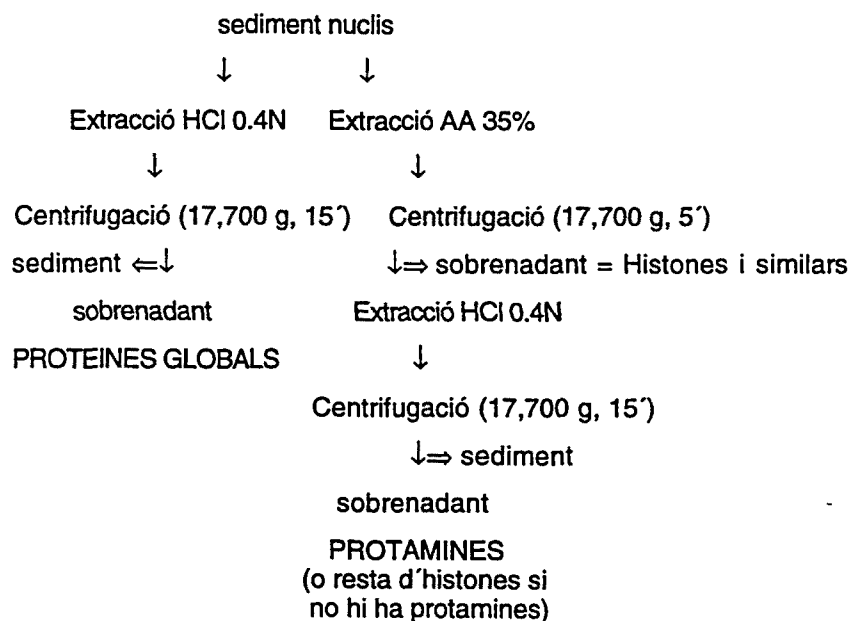 sediment nuclis
↓ ↓
Extracció HCl 0.4N Extracció AA 35%
↓ ↓
Centrifugació (17,700 g, 15´) Centrifugació (17,700 g, 5´)
sediment ⇐↓ ↓⇒ sobrenadant = Histones i similars
sobrenadant Extracció HCl 0.4N
PROTEINES GLOBALS ↓
Centrifugació (17,700 g, 15´)
↓⇒ sediment
sobrenadant
PROTAMINES
(o resta d´histones si
no hi ha protamines)